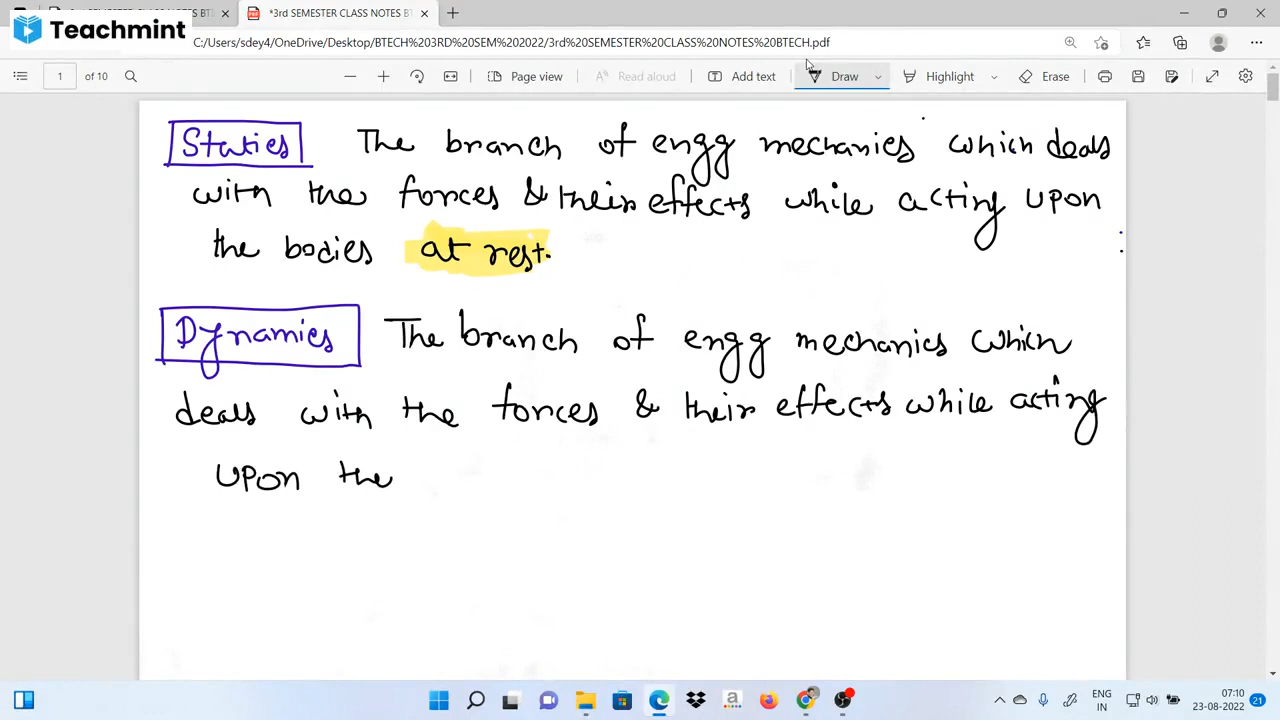 *3rd SEMESTER CLASS NOTES BT
Teachmint
C:/Users/sdey4/OneDrive/Desktop/BTECH%203RD%20SEM%202022/3rd%20SEMESTER%20CLASS%20NOTES%20BTECH.pdf
1 of 10 Page view Read aloud Add text Draw Highlight Erase
Statics The branch of engg mechanics which deals
with the forces & their effects while acting upon
the bodies at rest.
Dynamics The branch of engg mechanics which
deals with the forces & their effects while acting
upon the
ENG 07:10
IN 23-08-2022 21